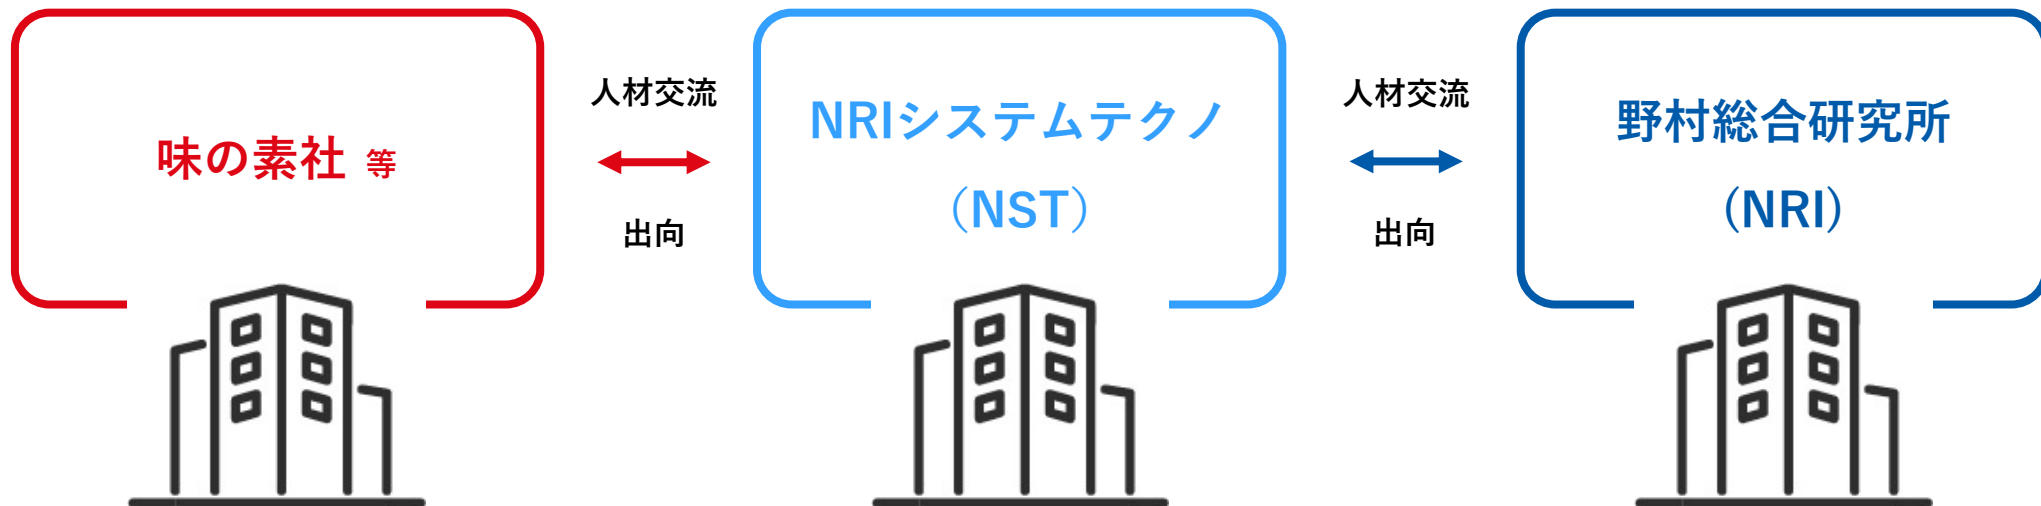 味の素社 等
人材交流
出向
NRIシステムテクノ
（NST）
人材交流
出向
野村総合研究所
(NRI)